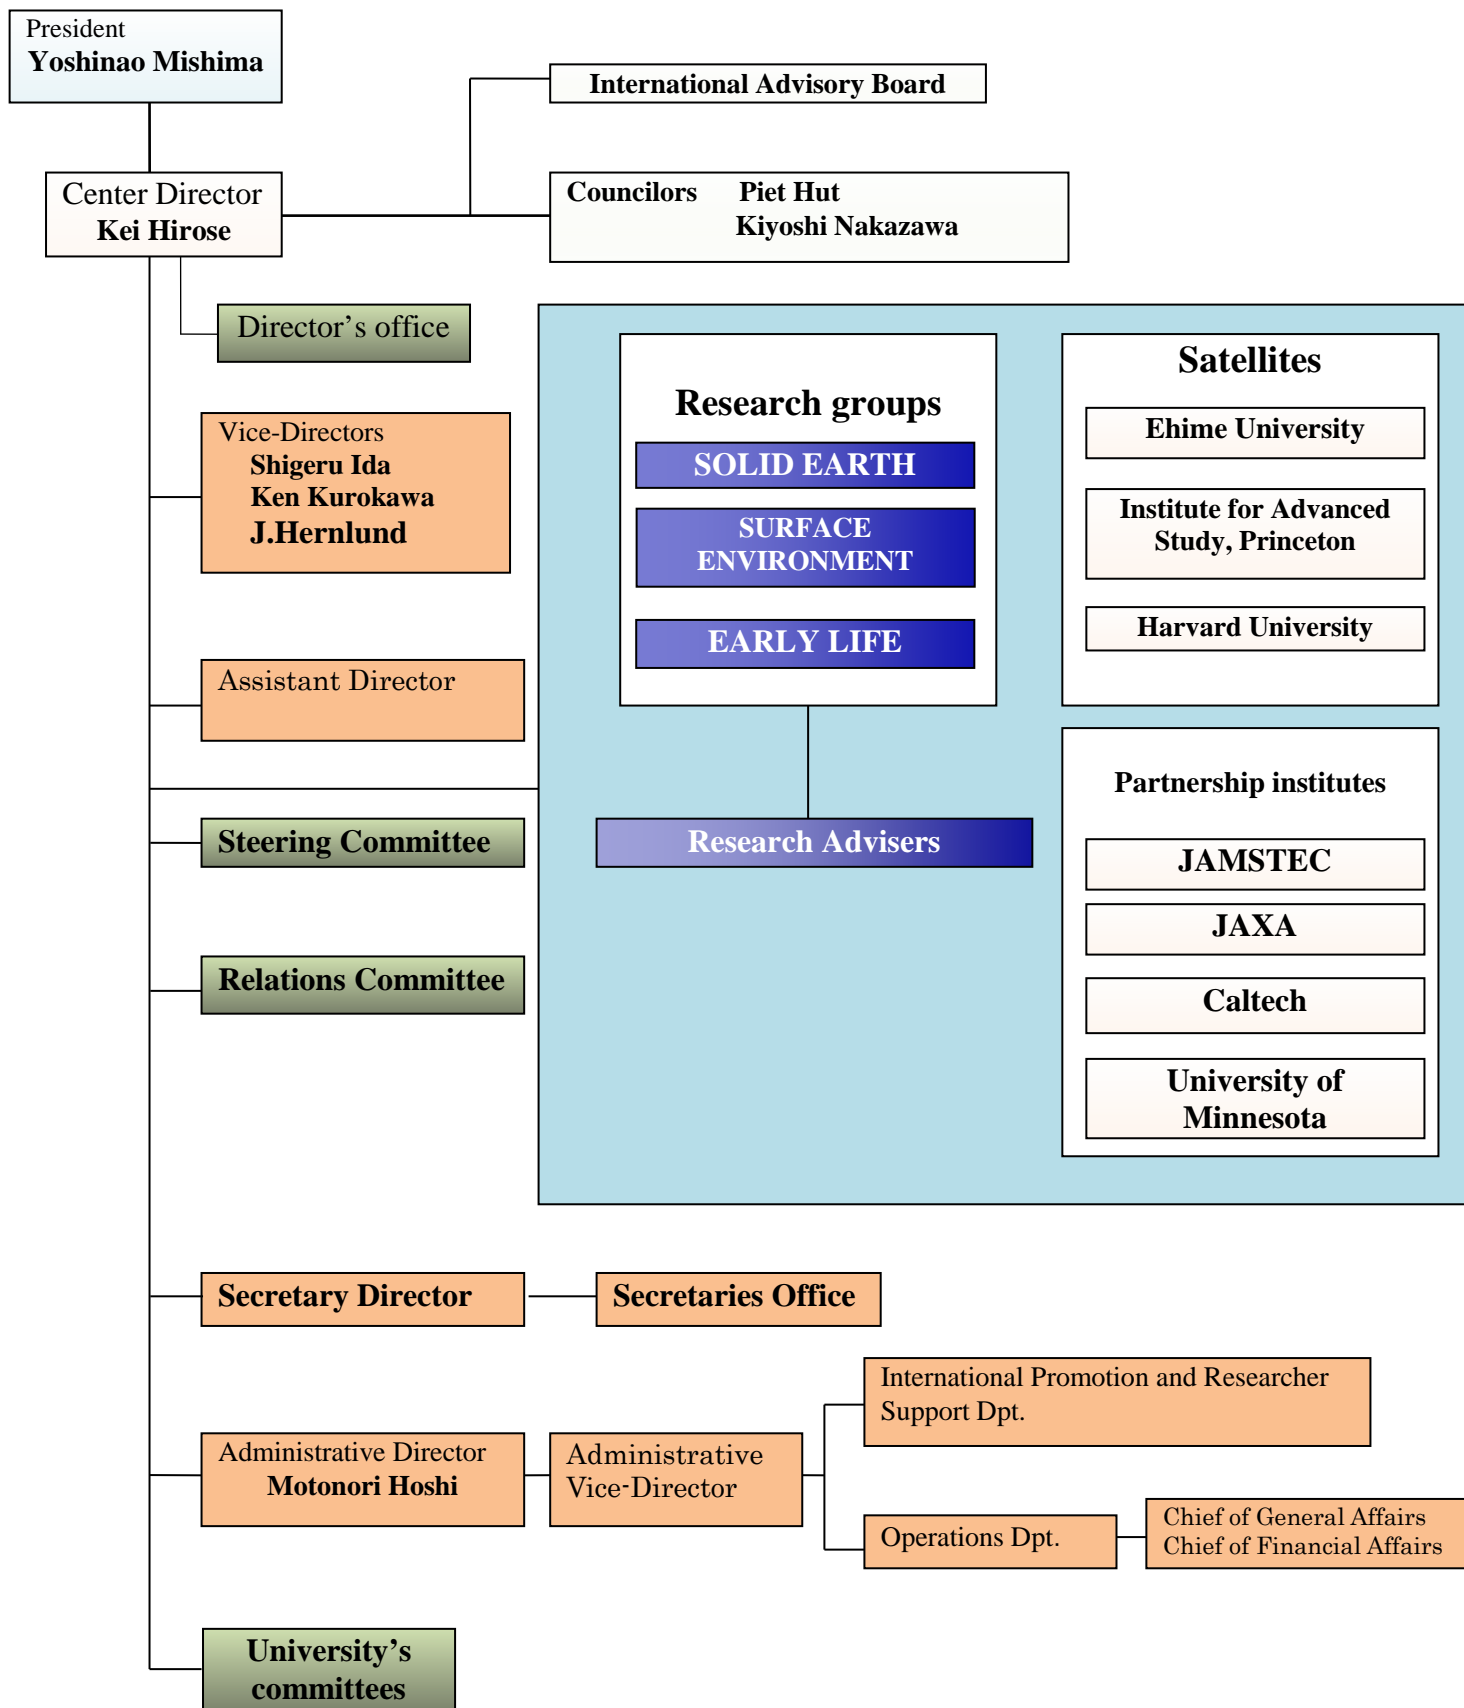 President
Yoshinao Mishima
International Advisory Board
Center Director
Kei Hirose
Councilors Piet Hut
Kiyoshi Nakazawa
Director’s office
Vice-Directors
Shigeru Ida
Ken Kurokawa
J.Hernlund
Assistant Director
Steering Committee
Relations Committee
Research groups
SOLID EARTH
SURFACE
ENVIRONMENT
EARLY LIFE
Research Advisers
Satellites
Ehime University
Institute for Advanced
Study, Princeton
Harvard University
Partnership institutes
JAMSTEC
JAXA
Caltech
University of
Minnesota
Secretary Director
Secretaries Office
Administrative Director
Motonori Hoshi
Administrative
Vice-Director
International Promotion and Researcher
Support Dpt.
Operations Dpt.
Chief of General Affairs
Chief of Financial Affairs
University’s
committees